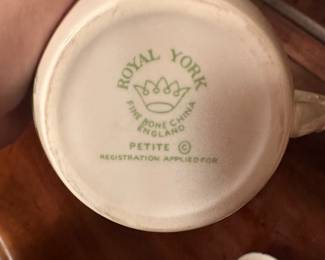 ROYAL YORK
FINE BONE CHINA
ENGLAND
PETITE ©
REGISTRATION APPLIED FOR